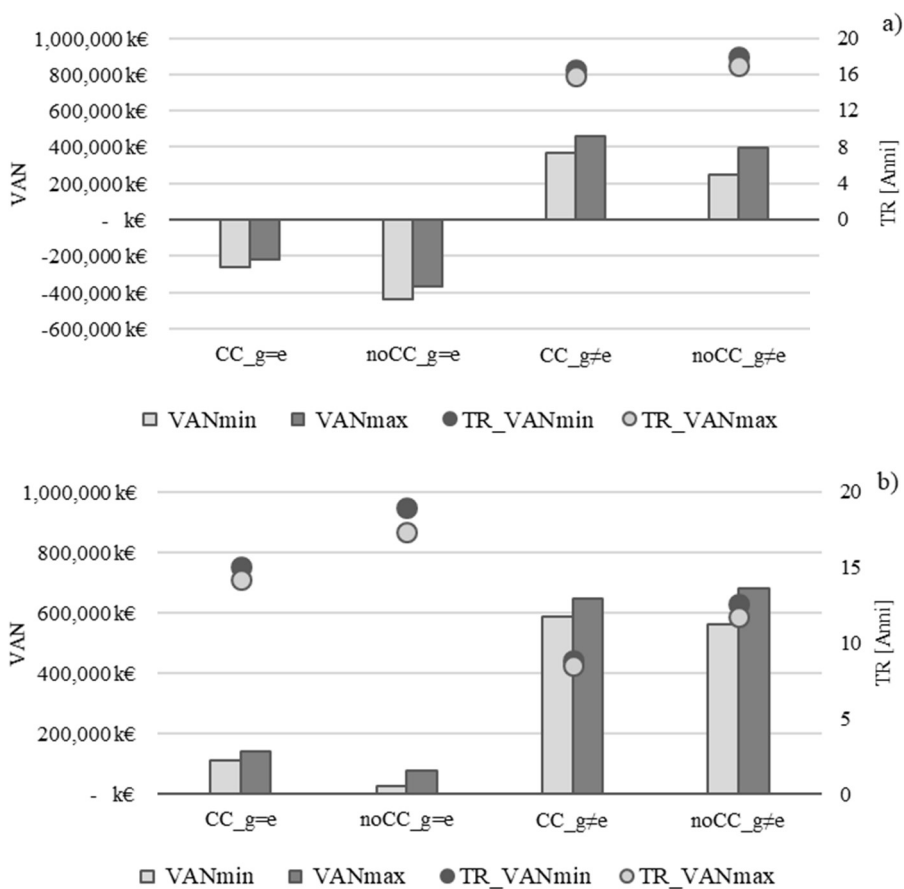 a)
1,000,000 k€
800,000 k€
600,000 k€
400,000 k€
200,000 k€
- k€
-200,000 k€
-400,000 k€
-600,000 k€
VAN
20
16
12
8
4
0
TR [Anni]
CC_g=e noCC_g=e CC_g≠e noCC_g≠e
VANmin VANmax TR_VANmin TR_VANmax
b)
1,000,000 k€
800,000 k€
600,000 k€
400,000 k€
200,000 k€
- k€
VAN
20
15
10
5
0
TR [Anni]
CC_g=e noCC_g=e CC_g≠e noCC_g≠e
VANmin VANmax TR_VANmin TR_VANmax